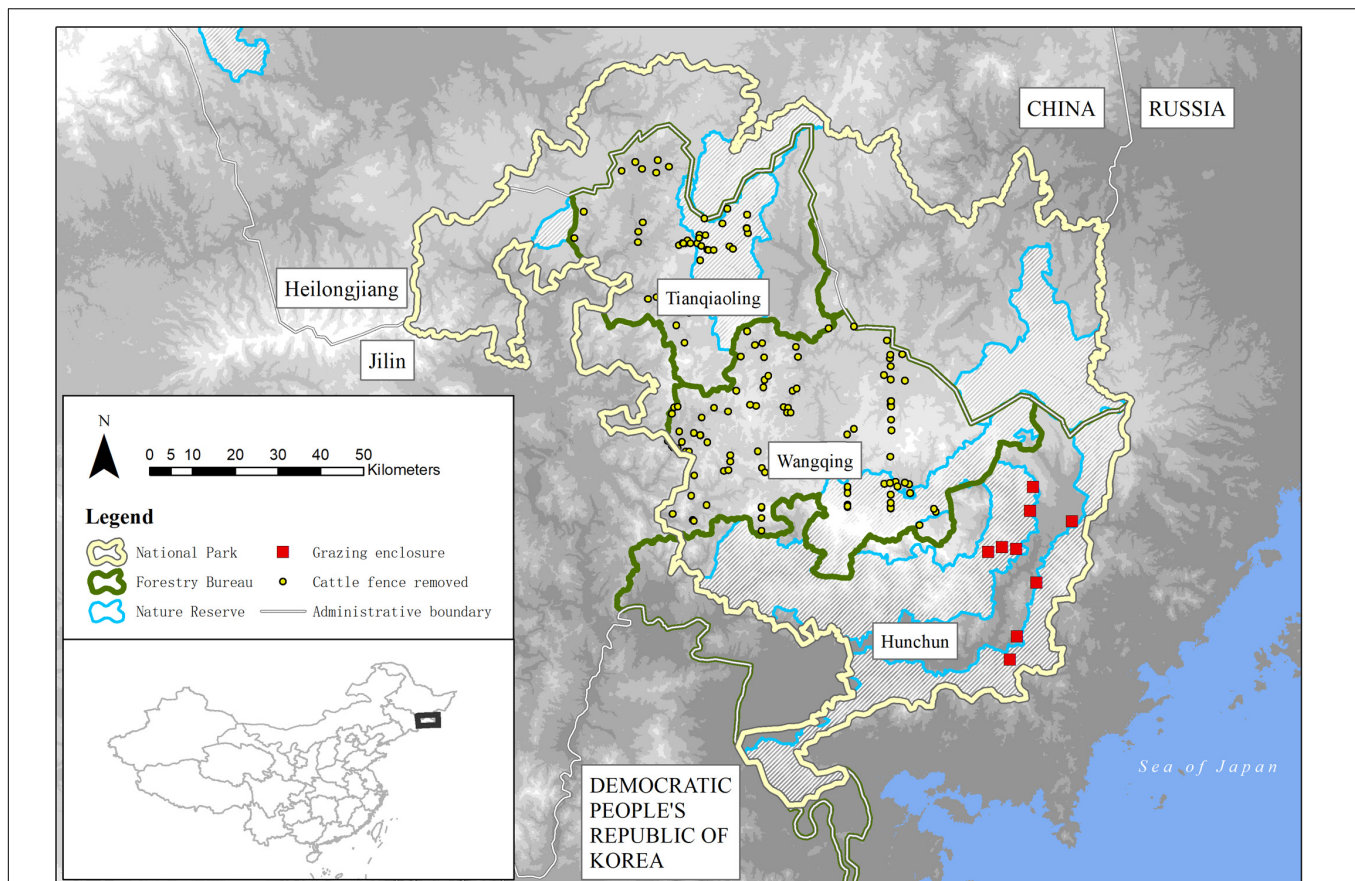 CHINA
RUSSIA
Heilongjiang
Tianqiaoling
Jilin
N
0 5 10 20 30 40 50
Kilometers
Wangqing
Legend
National Park
Grazing enclosure
Forestry Bureau
Cattle fence removed
Nature Reserve
Administrative boundary
Hunchun
Sea of Japan
DEMOCRATIC
PEOPLE'S
REPUBLIC OF
KOREA